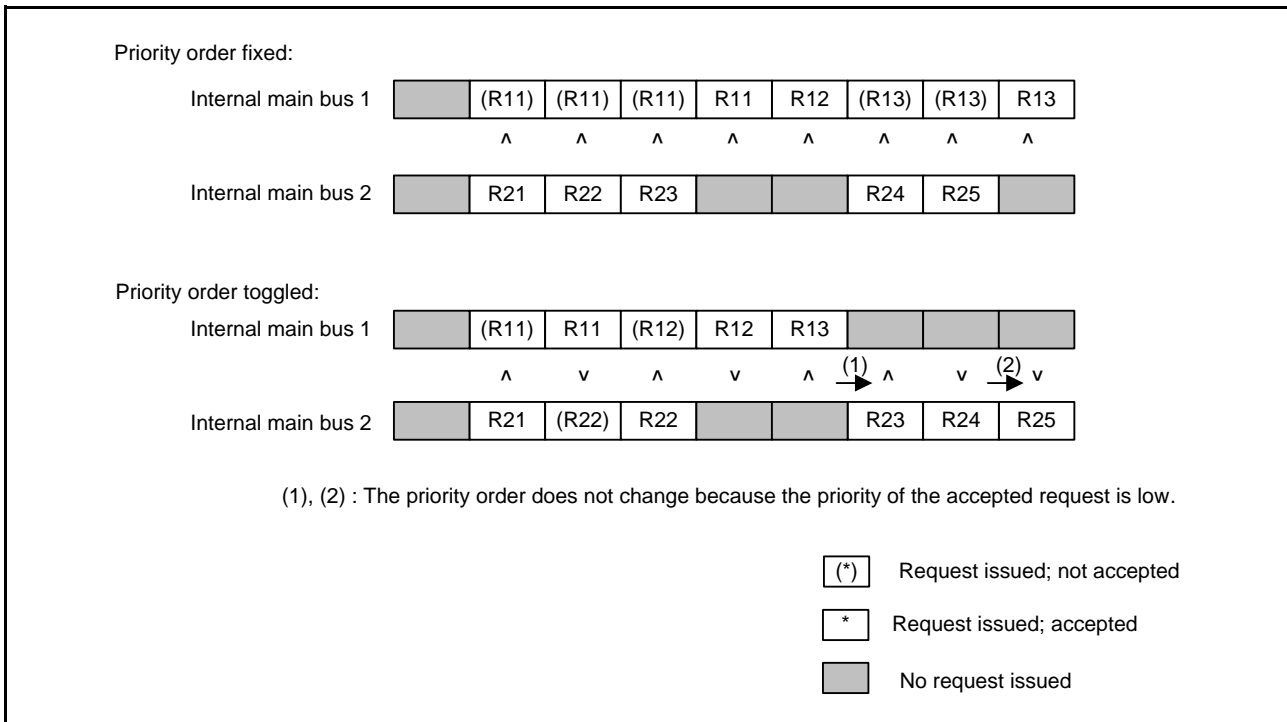 Priority order fixed:
Internal main bus 1 (R11) (R11) (R11) R11 R12 (R13) (R13) R13
^ ^ ^ ^ ^ ^ ^ ^
Internal main bus 2 R21 R22 R23 R24 R25
Priority order toggled:
Internal main bus 1 (R11) R11 (R12) R12 R13
^ v ^ v ^ (1) ^ v (2) v
Internal main bus 2 R21 (R22) R22 R23 R24 R25
(1), (2) : The priority order does not change because the priority of the accepted request is low.
(*) Request issued; not accepted
* Request issued; accepted
No request issued